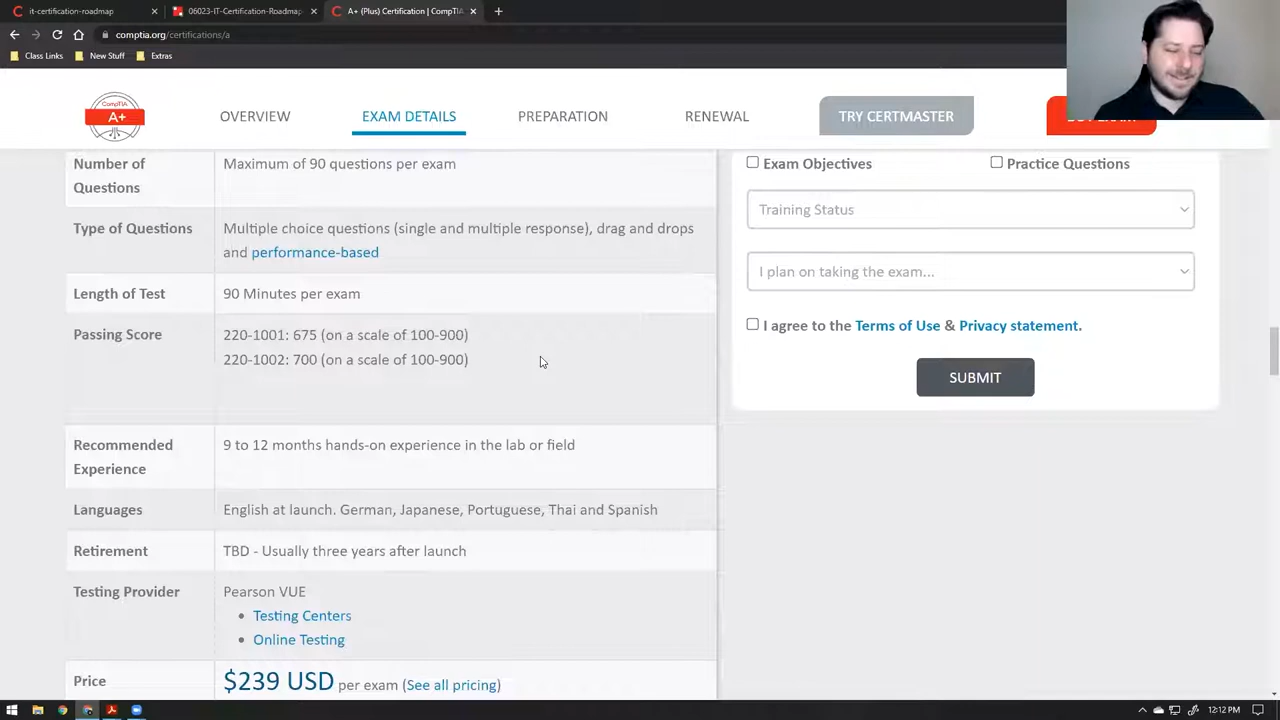 it-certification-roadmap
06023-IT-Certification-Roadmap
A+ (Plus) Certification | CompTIA
comptia.org/certifications/a
Class Links
New Stuff
Extras
CompTIA
A+
OVERVIEW
EXAM DETAILS
PREPARATION
RENEWAL
TRY CERTMASTER
Number of
Questions
Maximum of 90 questions per exam
Type of Questions
Multiple choice questions (single and multiple response), drag and drops
and performance-based
Length of Test
90 Minutes per exam
Passing Score
220-1001: 675 (on a scale of 100-900)
220-1002: 700 (on a scale of 100-900)
Recommended
Experience
9 to 12 months hands-on experience in the lab or field
Languages
English at launch. German, Japanese, Portuguese, Thai and Spanish
Retirement
TBD - Usually three years after launch
Testing Provider
Pearson VUE
• Testing Centers
• Online Testing
Price
$239 USD per exam (See all pricing)
Exam Objectives
Practice Questions
Training Status
I plan on taking the exam...
I agree to the Terms of Use & Privacy statement.
SUBMIT
12:12 PM